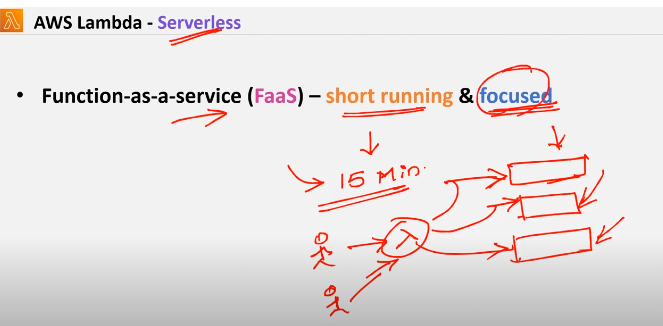 AWS Lambda - Serverless
• Function-as-a-service (FaaS) – short running & focused
15 Min.
λ